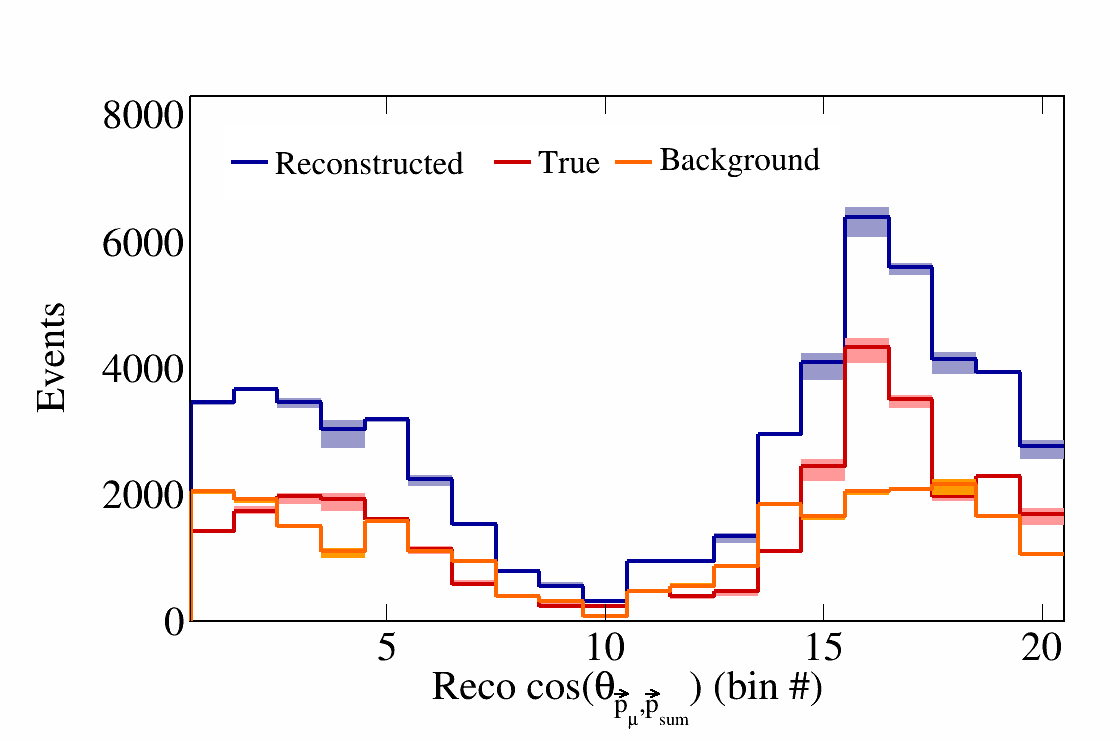 8000
Reconstructed True Background
6000
Events
4000
2000
0
5 10 15 20
Reco cos(θp⃗μ,p⃗sum) (bin #)